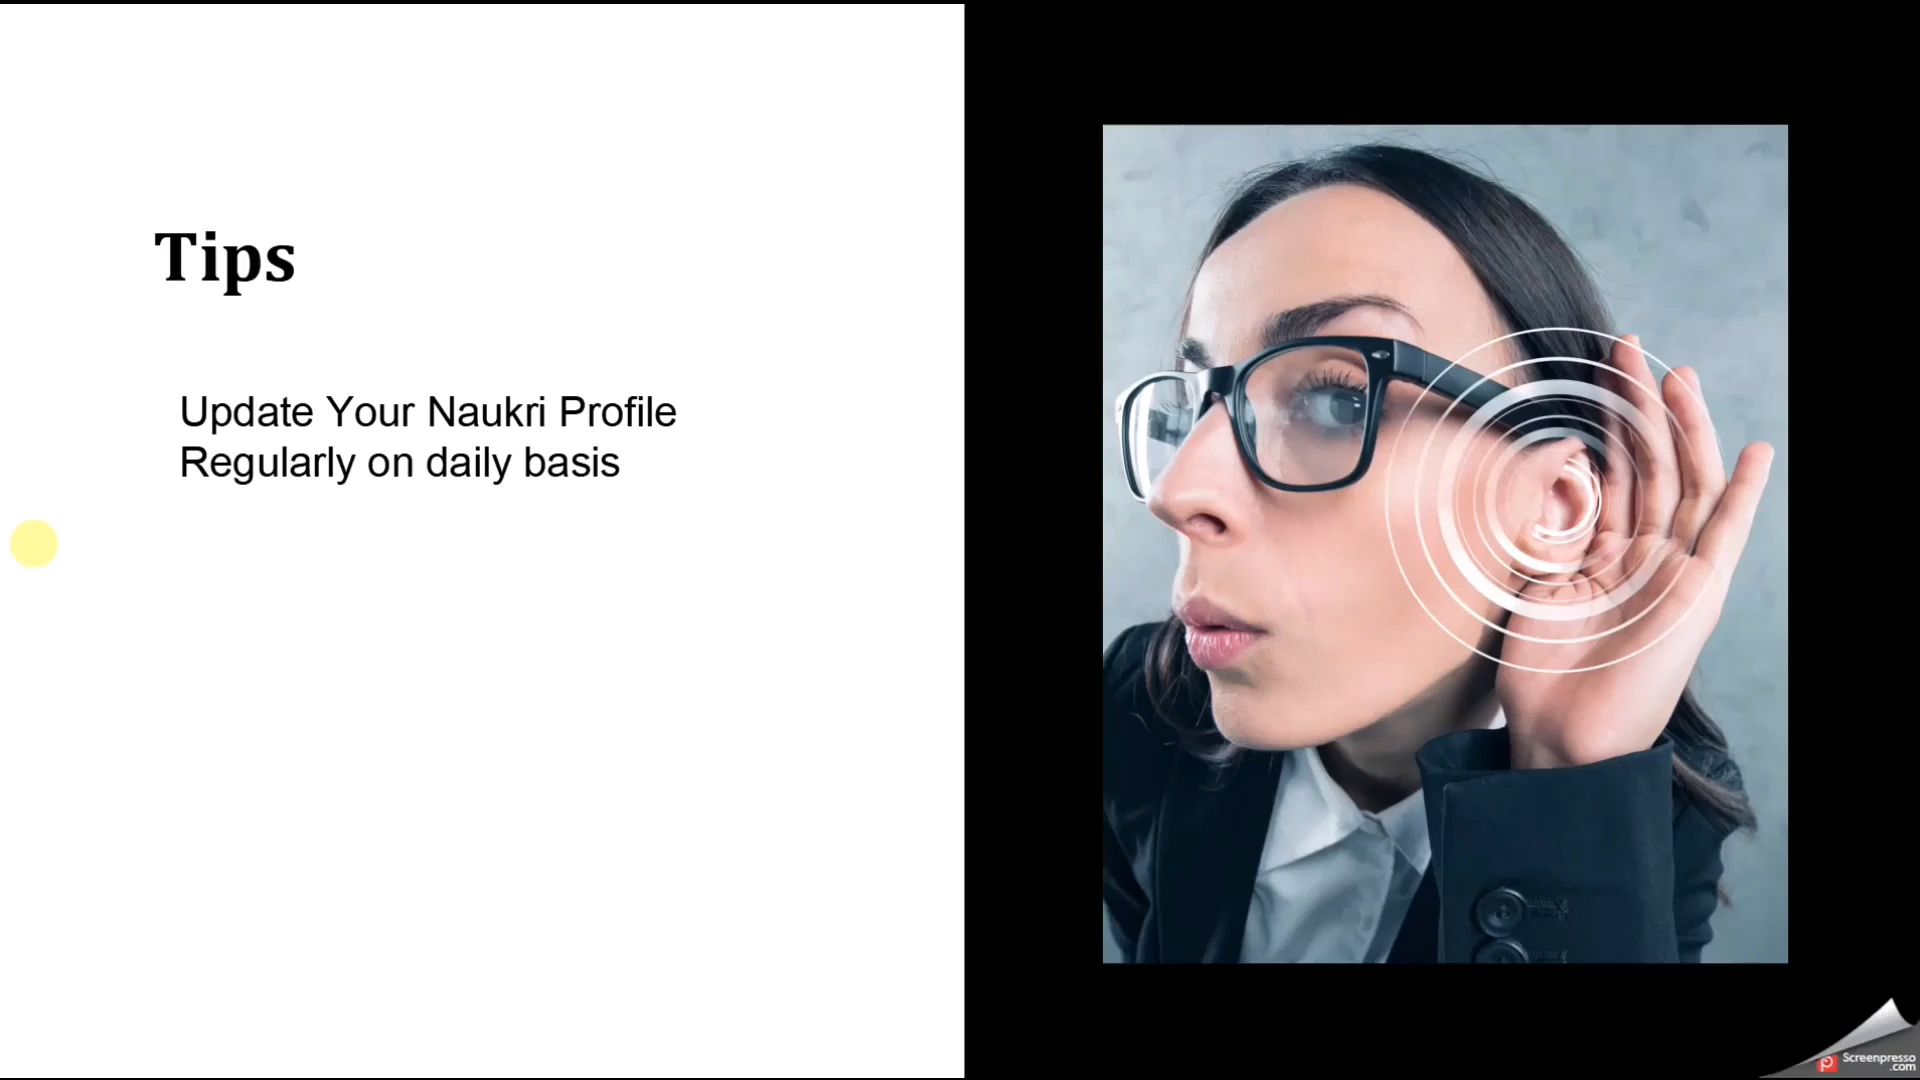 Tips
Update Your Naukri Profile
Regularly on daily basis
Screenpresso
.com